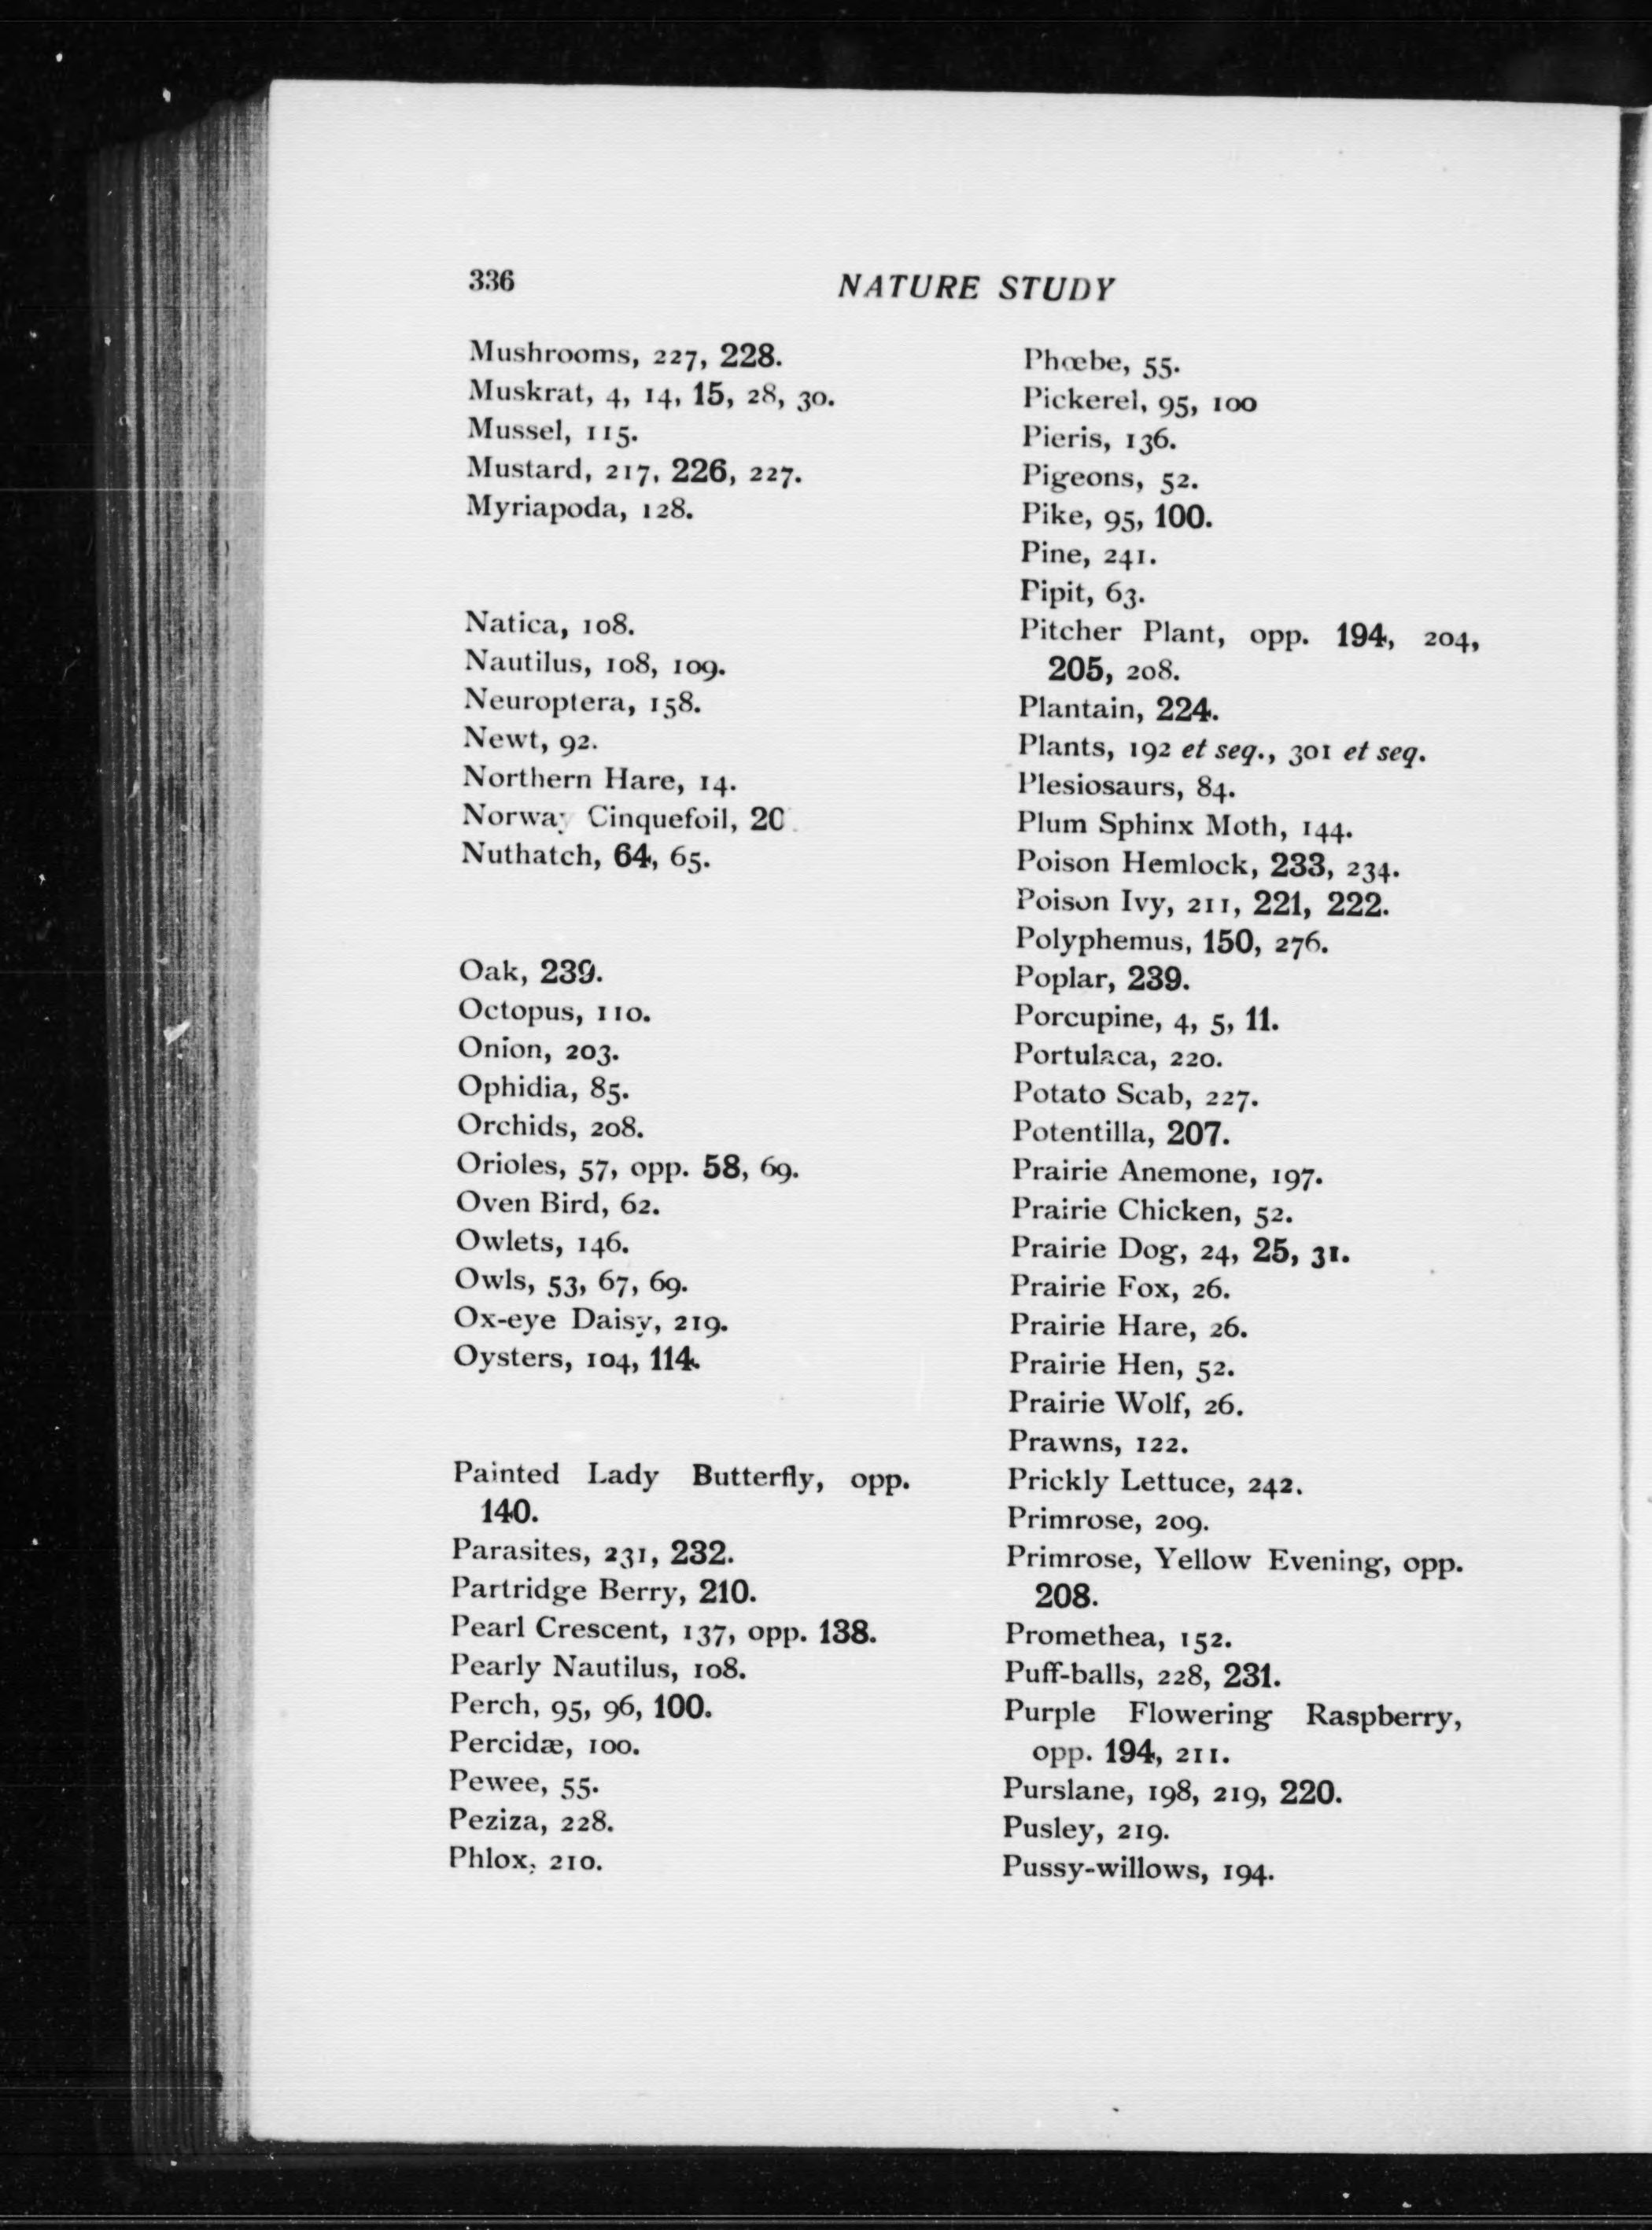 336
NATURE STUDY
Mushrooms, 227, 228.
Muskrat, 4, 14, 15, 28, 30.
Mussel, 115.
Mustard, 217, 226, 227.
Myriapoda, 128.
Natica, 108.
Nautilus, 108, 109.
Neuroptera, 158.
Newt, 92.
Northern Hare, 14.
Norway Cinquefoil,
Nuthatch, 64, 65.
Oak, 239.
Octopus, 110.
Onion, 203.
Ophidia, 85.
Orchids, 208.
Orioles, 57, opp. 58, 69.
Oven Bird, 62.
Owlets, 146.
Owls, 53, 67, 69.
Ox-eye Daisy, 219.
Oysters, 104, 114.
Painted Lady Butterfly, opp.
140.
Parasites, 231, 232.
Partridge Berry, 210.
Pearl Crescent, 137, opp. 138.
Pearly Nautilus, 108.
Perch, 95, 96, 100.
Percidæ, 100.
Pewee, 55.
Peziza, 228.
Phlox, 210.
Phœbe, 55.
Pickerel, 95, 100
Pieris, 136.
Pigeons, 52.
Pike, 95, 100.
Pine, 241.
Pipit, 63.
Pitcher Plant, opp. 194, 204,
205, 208.
Plantain, 224.
Plants, 192 et seq., 301 et seq.
Plesiosaurs, 84.
Plum Sphinx Moth, 144.
Poison Hemlock, 233, 234.
Poison Ivy, 211, 221, 222.
Polyphemus, 150, 276.
Poplar, 239.
Porcupine, 4, 5, 11.
Portulaca, 220.
Potato Scab, 227.
Potentilla, 207.
Prairie Anemone, 197.
Prairie Chicken, 52.
Prairie Dog, 24, 25, 31.
Prairie Fox, 26.
Prairie Hare, 26.
Prairie Hen, 52.
Prairie Wolf, 26.
Prawns, 122.
Prickly Lettuce, 242.
Primrose, 209.
Primrose, Yellow Evening, opp.
208.
Promethea, 152.
Puff-balls, 228, 231.
Purple Flowering Raspberry,
opp. 194, 211.
Purslane, 198, 219, 220.
Pusley, 219.
Pussy-willows, 194.